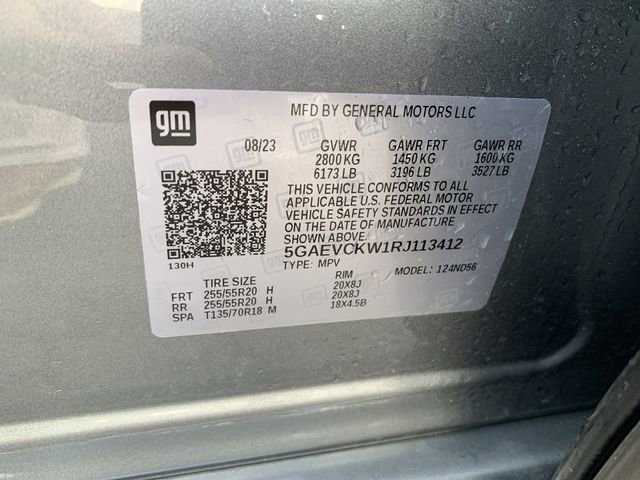 gm
MFD BY GENERAL MOTORS LLC
08/23 GVWR GAWR FRT GAWR RR
2800 KG 1450 KG 1600 KG
6173 LB 3196 LB 3527 LB
THIS VEHICLE CONFORMS TO ALL
APPLICABLE U.S. FEDERAL MOTOR
VEHICLE SAFETY STANDARDS IN EFFECT
ON THE DATE OF MANUFACTURE
SHOWN ABOVE.
5GAEVCKW1RJ113412
130H
TYPE: MPV MODEL: 124ND56
TIRE SIZE RIM
FRT 255/55R20 H 20X8J
RR 255/55R20 H 20X8J
SPA T135/70R18 M 18X4.5B